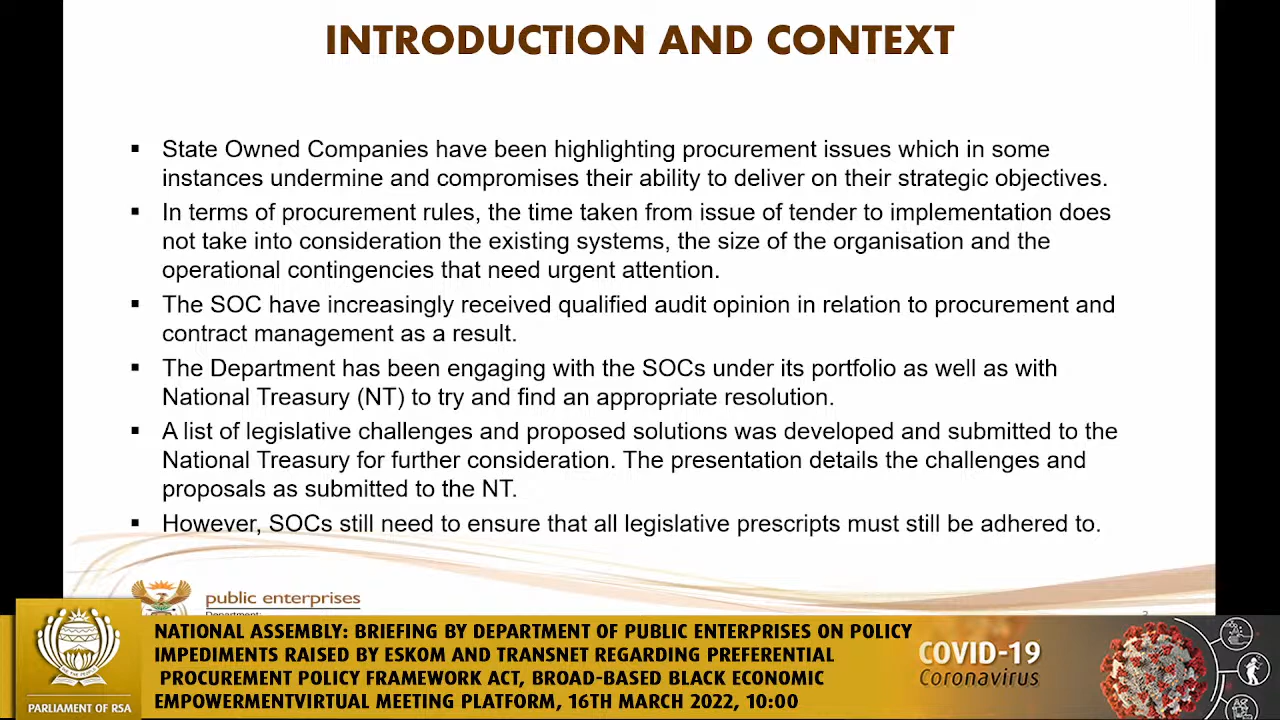 INTRODUCTION AND CONTEXT
▪ State Owned Companies have been highlighting procurement issues which in some
instances undermine and compromises their ability to deliver on their strategic objectives.
▪ In terms of procurement rules, the time taken from issue of tender to implementation does
not take into consideration the existing systems, the size of the organisation and the
operational contingencies that need urgent attention.
▪ The SOC have increasingly received qualified audit opinion in relation to procurement and
contract management as a result.
▪ The Department has been engaging with the SOCs under its portfolio as well as with
National Treasury (NT) to try and find an appropriate resolution.
▪ A list of legislative challenges and proposed solutions was developed and submitted to the
National Treasury for further consideration. The presentation details the challenges and
proposals as submitted to the NT.
▪ However, SOCs still need to ensure that all legislative prescripts must still be adhered to.
public enterprises
Department:
NATIONAL ASSEMBLY: BRIEFING BY DEPARTMENT OF PUBLIC ENTERPRISES ON POLICY
IMPEDIMENTS RAISED BY ESKOM AND TRANSNET REGARDING PREFERENTIAL
PROCUREMENT POLICY FRAMEWORK ACT, BROAD-BASED BLACK ECONOMIC
EMPOWERMENTVIRTUAL MEETING PLATFORM, 16TH MARCH 2022, 10:00
PARLIAMENT OF RSA
COVID-19
Coronavirus